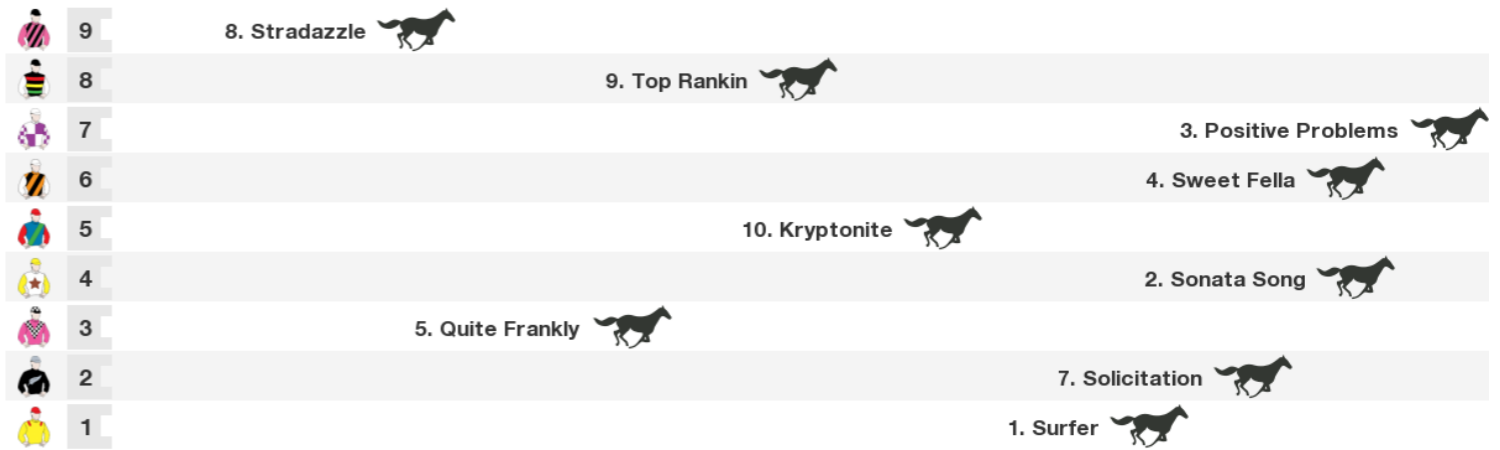 9 8. Stradazzle
8 9. Top Rankin
7 3. Positive Problems
6 4. Sweet Fella
5 10. Kryptonite
4 2. Sonata Song
3 5. Quite Frankly
2 7. Solicitation
1 1. Surfer